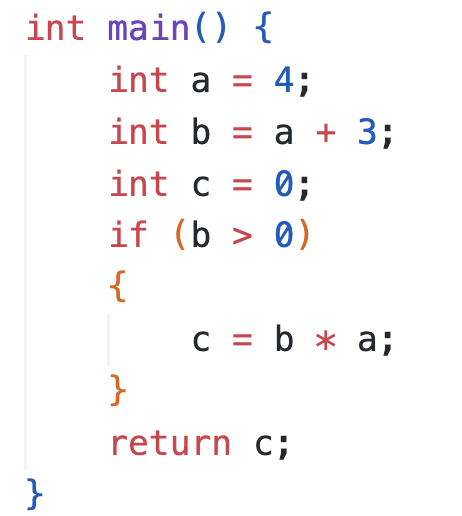 int main() {
    int a = 4;
    int b = a + 3;
    int c = 0;
    if (b > 0)
    {
        c = b * a;
    }
    return c;
}